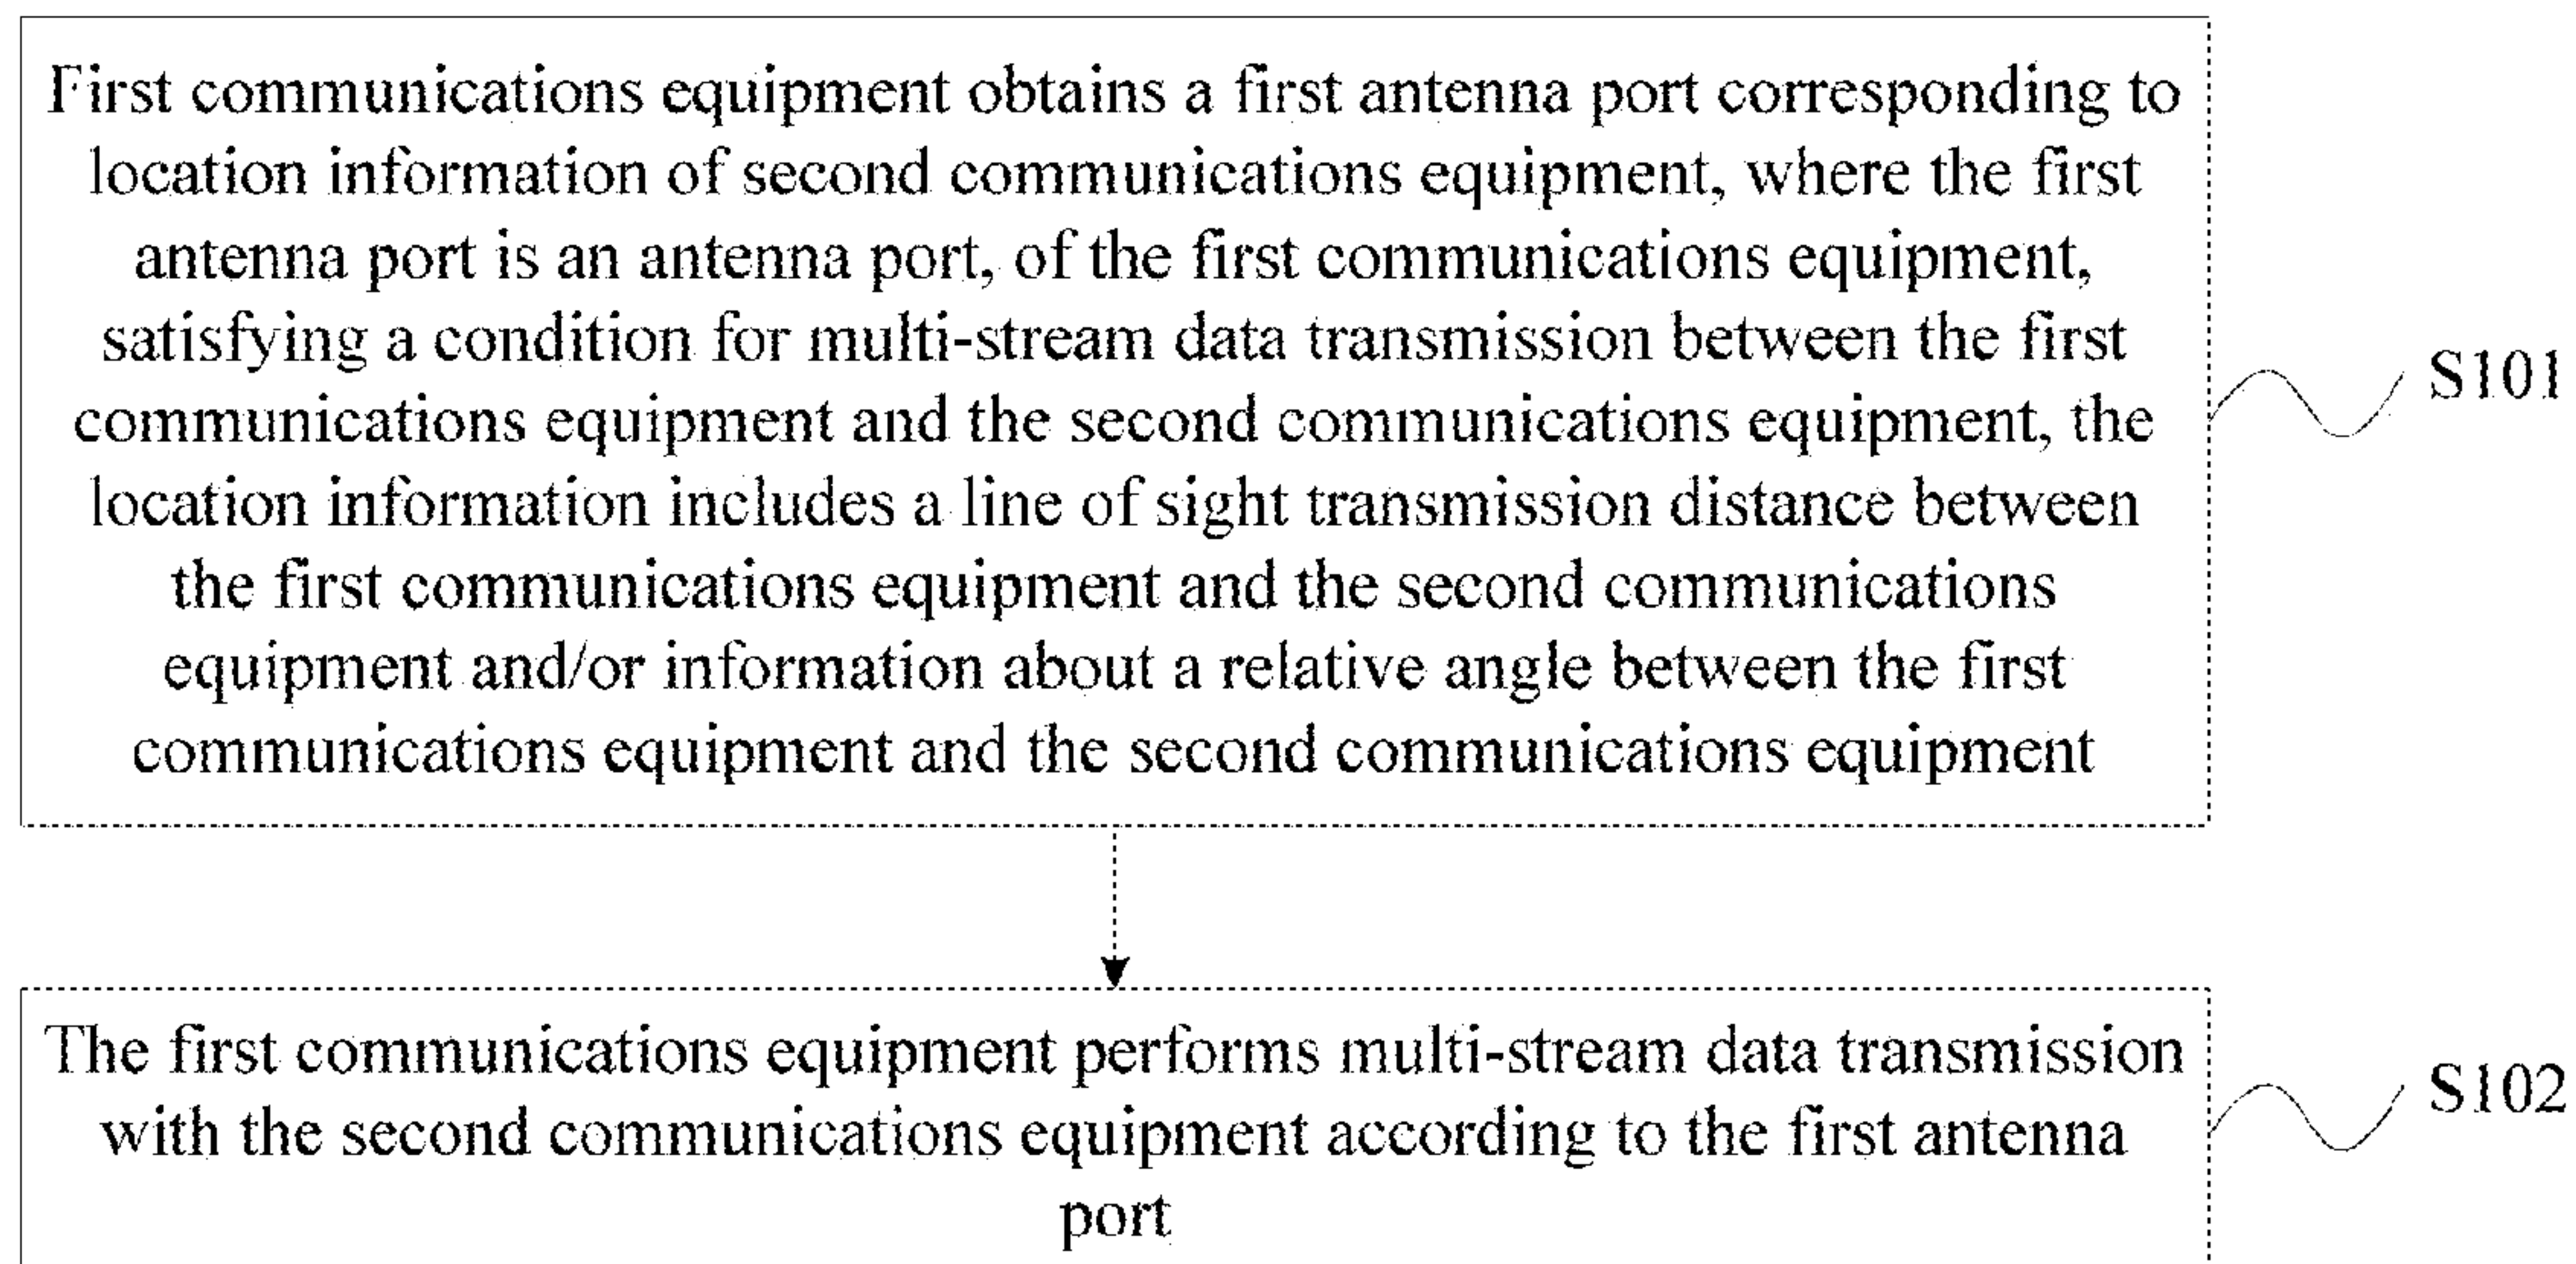 First communications equipment obtains a first antenna port corresponding to
location information of second communications equipment, where the first
antenna port is an antenna port, of the first communications equipment,
satisfying a condition for multi-stream data transmission between the first
communications equipment and the second communications equipment, the
location information includes a line of sight transmission distance between
the first communications equipment and the second communications
equipment and/or information about a relative angle between the first
communications equipment and the second communications equipment
S101
The first communications equipment performs multi-stream data transmission
with the second communications equipment according to the first antenna
port
S102